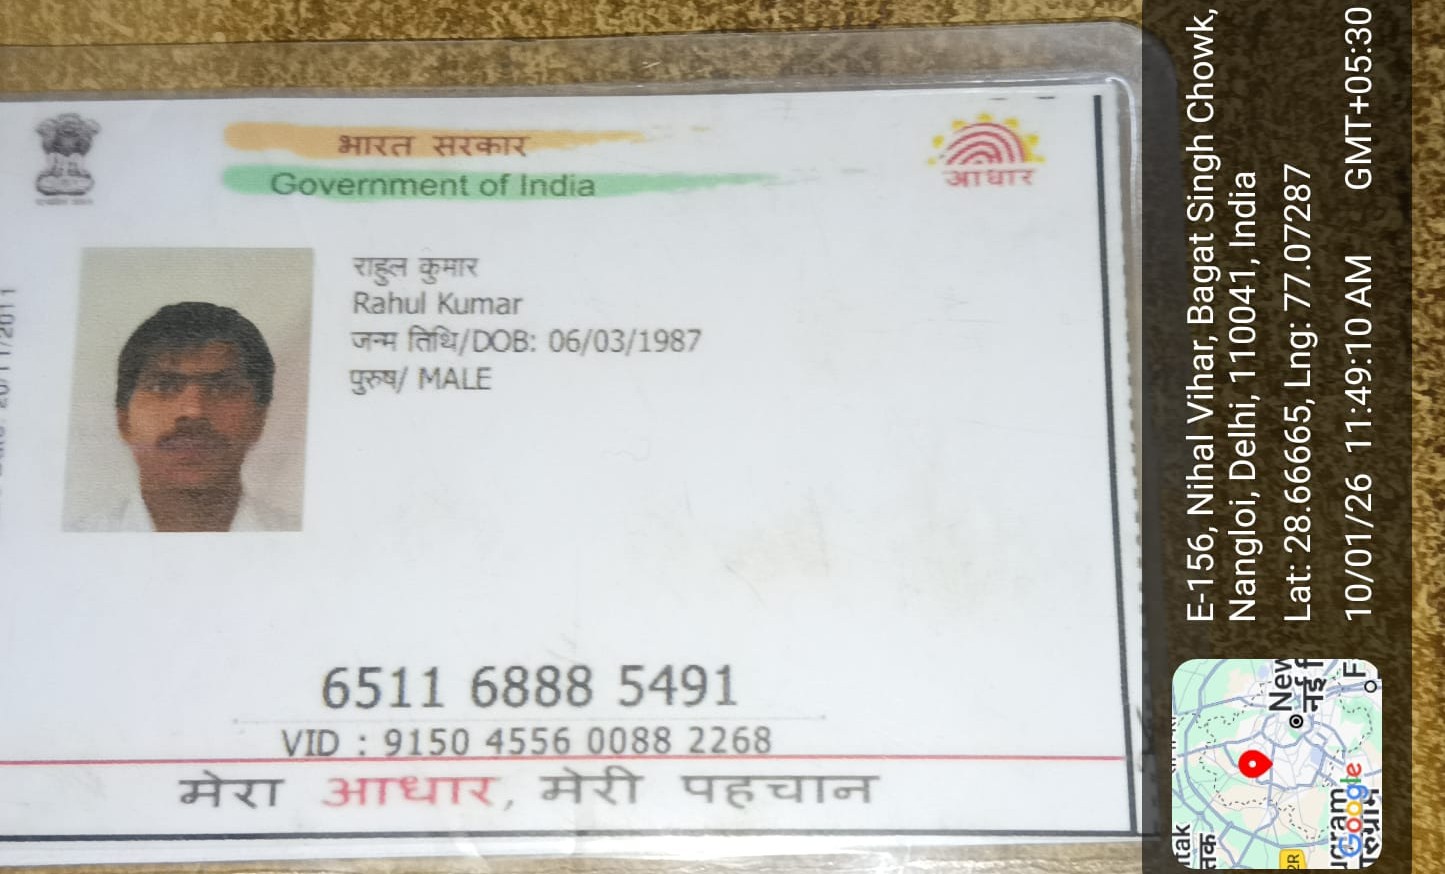 भारत सरकार
Government of India
आधार
राहुल कुमार
Rahul Kumar
जन्म तिथि/DOB: 06/03/1987
पुरुष/ MALE
6511 6888 5491
VID : 9150 4556 0088 2268
मेरा आधार, मेरी पहचान
E-156, Nihal Vihar, Bagat Singh Chowk,
Nangloi, Delhi, 110041, India
Lat: 28.66665, Lng: 77.07287
10/01/26 11:49:10 AM GMT+05:30
New
Google